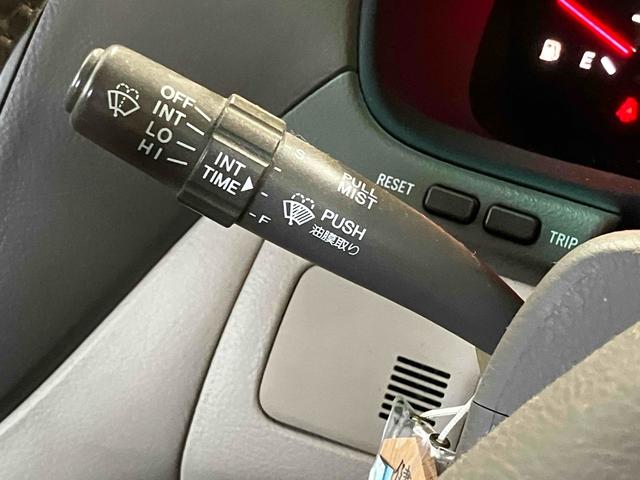 OFF
INT
LO
HI
INT
TIME
S
F
PULL
MIST
PUSH
油膜取り
RESET
TRIP
E